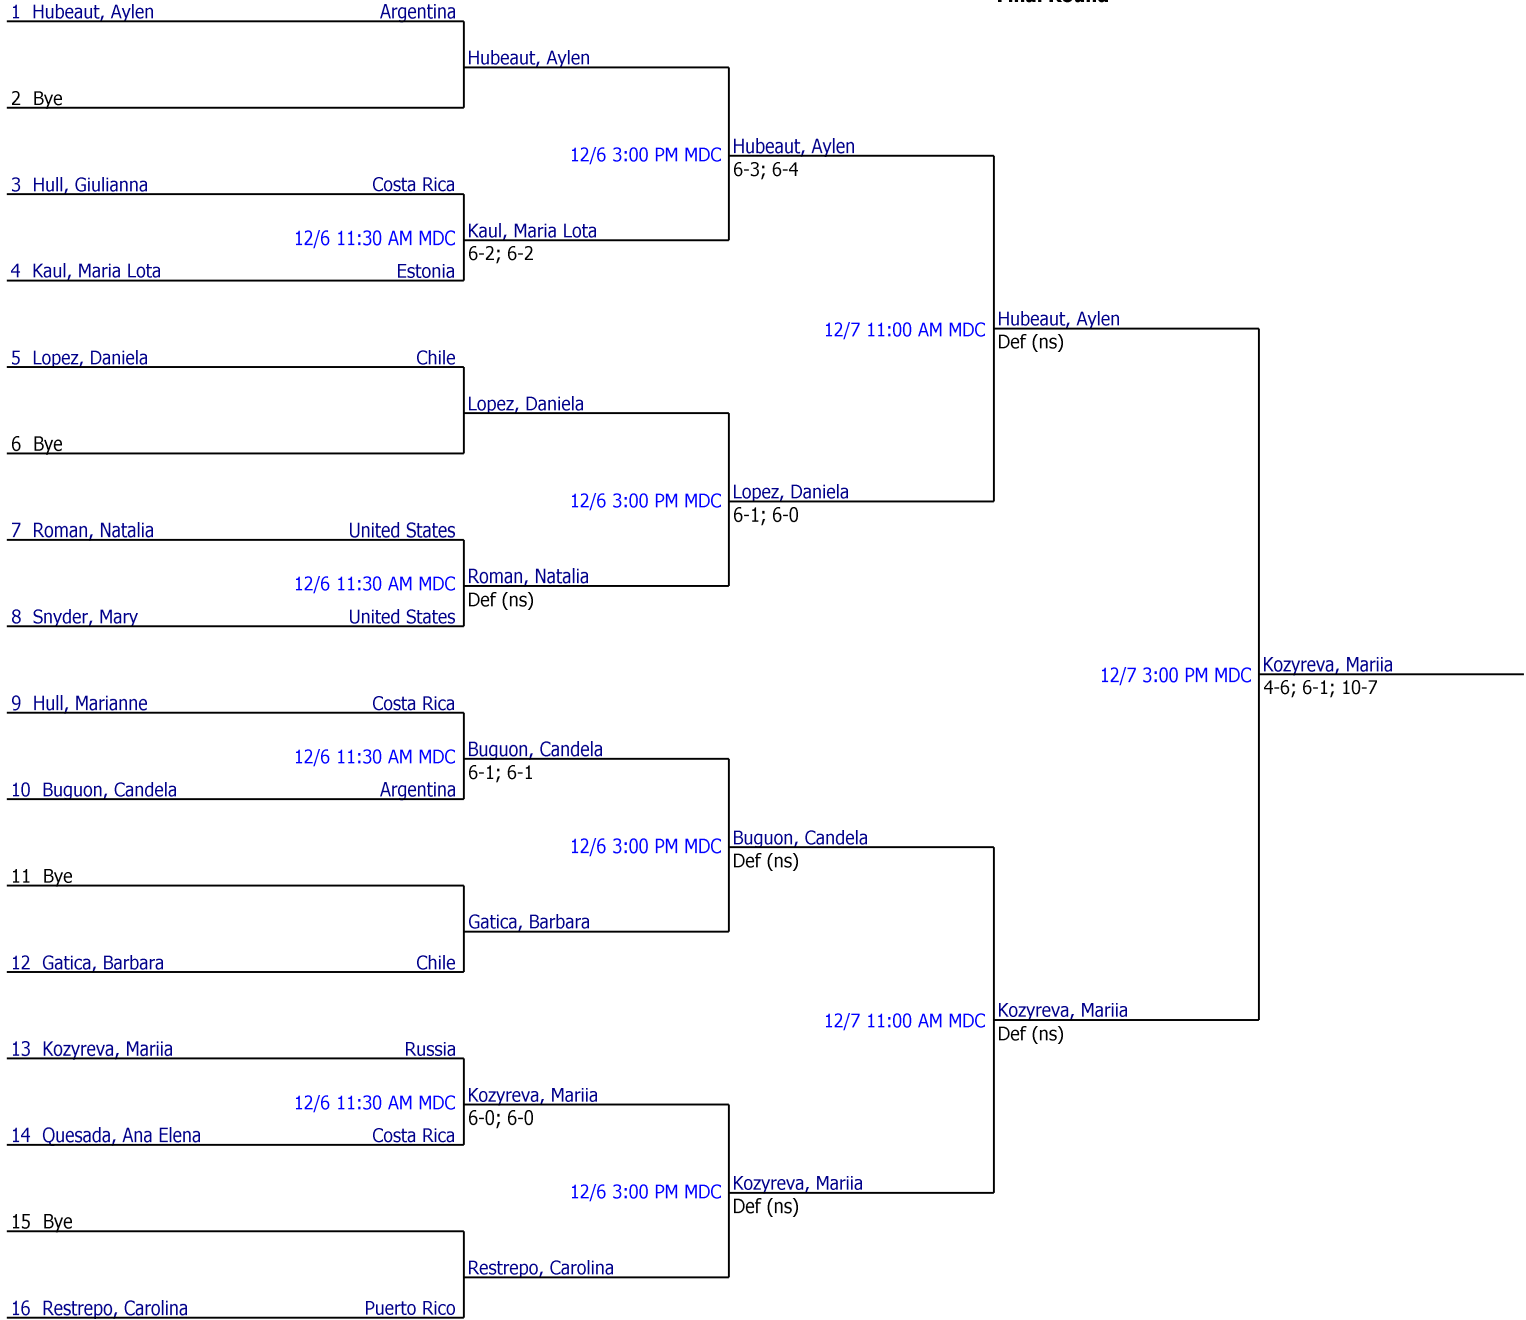 Final Round
1 Hubeaut, Aylen Argentina
Hubeaut, Aylen
2 Bye
12/6 3:00 PM MDC Hubeaut, Aylen
6-3; 6-4
3 Hull, Giulianna Costa Rica
12/6 11:30 AM MDC Kaul, Maria Lota
6-2; 6-2
4 Kaul, Maria Lota Estonia
12/7 11:00 AM MDC Hubeaut, Aylen
Def (ns)
5 Lopez, Daniela Chile
Lopez, Daniela
6 Bye
12/6 3:00 PM MDC Lopez, Daniela
6-1; 6-0
7 Roman, Natalia United States
12/6 11:30 AM MDC Roman, Natalia
Def (ns)
8 Snyder, Mary United States
12/7 3:00 PM MDC Kozyreva, Mariia
4-6; 6-1; 10-7
9 Hull, Marianne Costa Rica
12/6 11:30 AM MDC Buguon, Candela
6-1; 6-1
10 Buguon, Candela Argentina
12/6 3:00 PM MDC Buguon, Candela
Def (ns)
11 Bye
Gatica, Barbara
12 Gatica, Barbara Chile
12/7 11:00 AM MDC Kozyreva, Mariia
Def (ns)
13 Kozyreva, Mariia Russia
12/6 11:30 AM MDC Kozyreva, Mariia
6-0; 6-0
14 Quesada, Ana Elena Costa Rica
12/6 3:00 PM MDC Kozyreva, Mariia
Def (ns)
15 Bye
Restrepo, Carolina
16 Restrepo, Carolina Puerto Rico